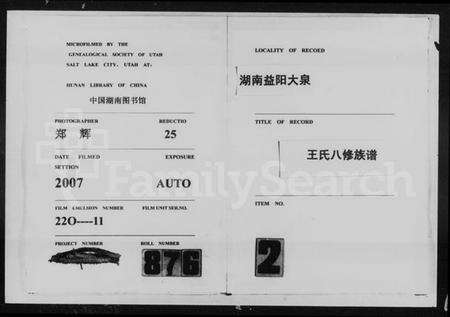 MICROFILMED BY THE
GENEALOGICAL SOCIETY OF UTAH
SALT LAKE CITY, UTAH AT:
HUNAN LIBRARY OF CHINA
中国湖南图书馆
PHOTOGRAPHER REDUCTIO
郑 辉 25
DATE FILMED EXPOSURE
SETTION
2007 AUTO
FILM EMULSION NUMBER FILM UNIT SER.NO.
22O----11
PROJECT NUMBER ROLL NUMBER
876
LOCALITY OF RECORD
湖南益阳大泉
TITLE OF RECORD
王氏八修族谱
ITEM NO.
2
FamilySearch